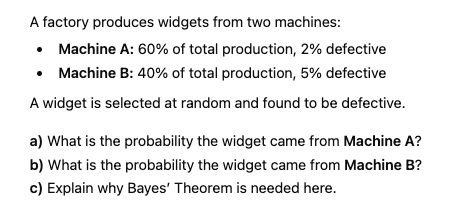 A factory produces widgets from two machines:
• Machine A: 60% of total production, 2% defective
• Machine B: 40% of total production, 5% defective
A widget is selected at random and found to be defective.
a) What is the probability the widget came from Machine A?
b) What is the probability the widget came from Machine B?
c) Explain why Bayes’ Theorem is needed here.